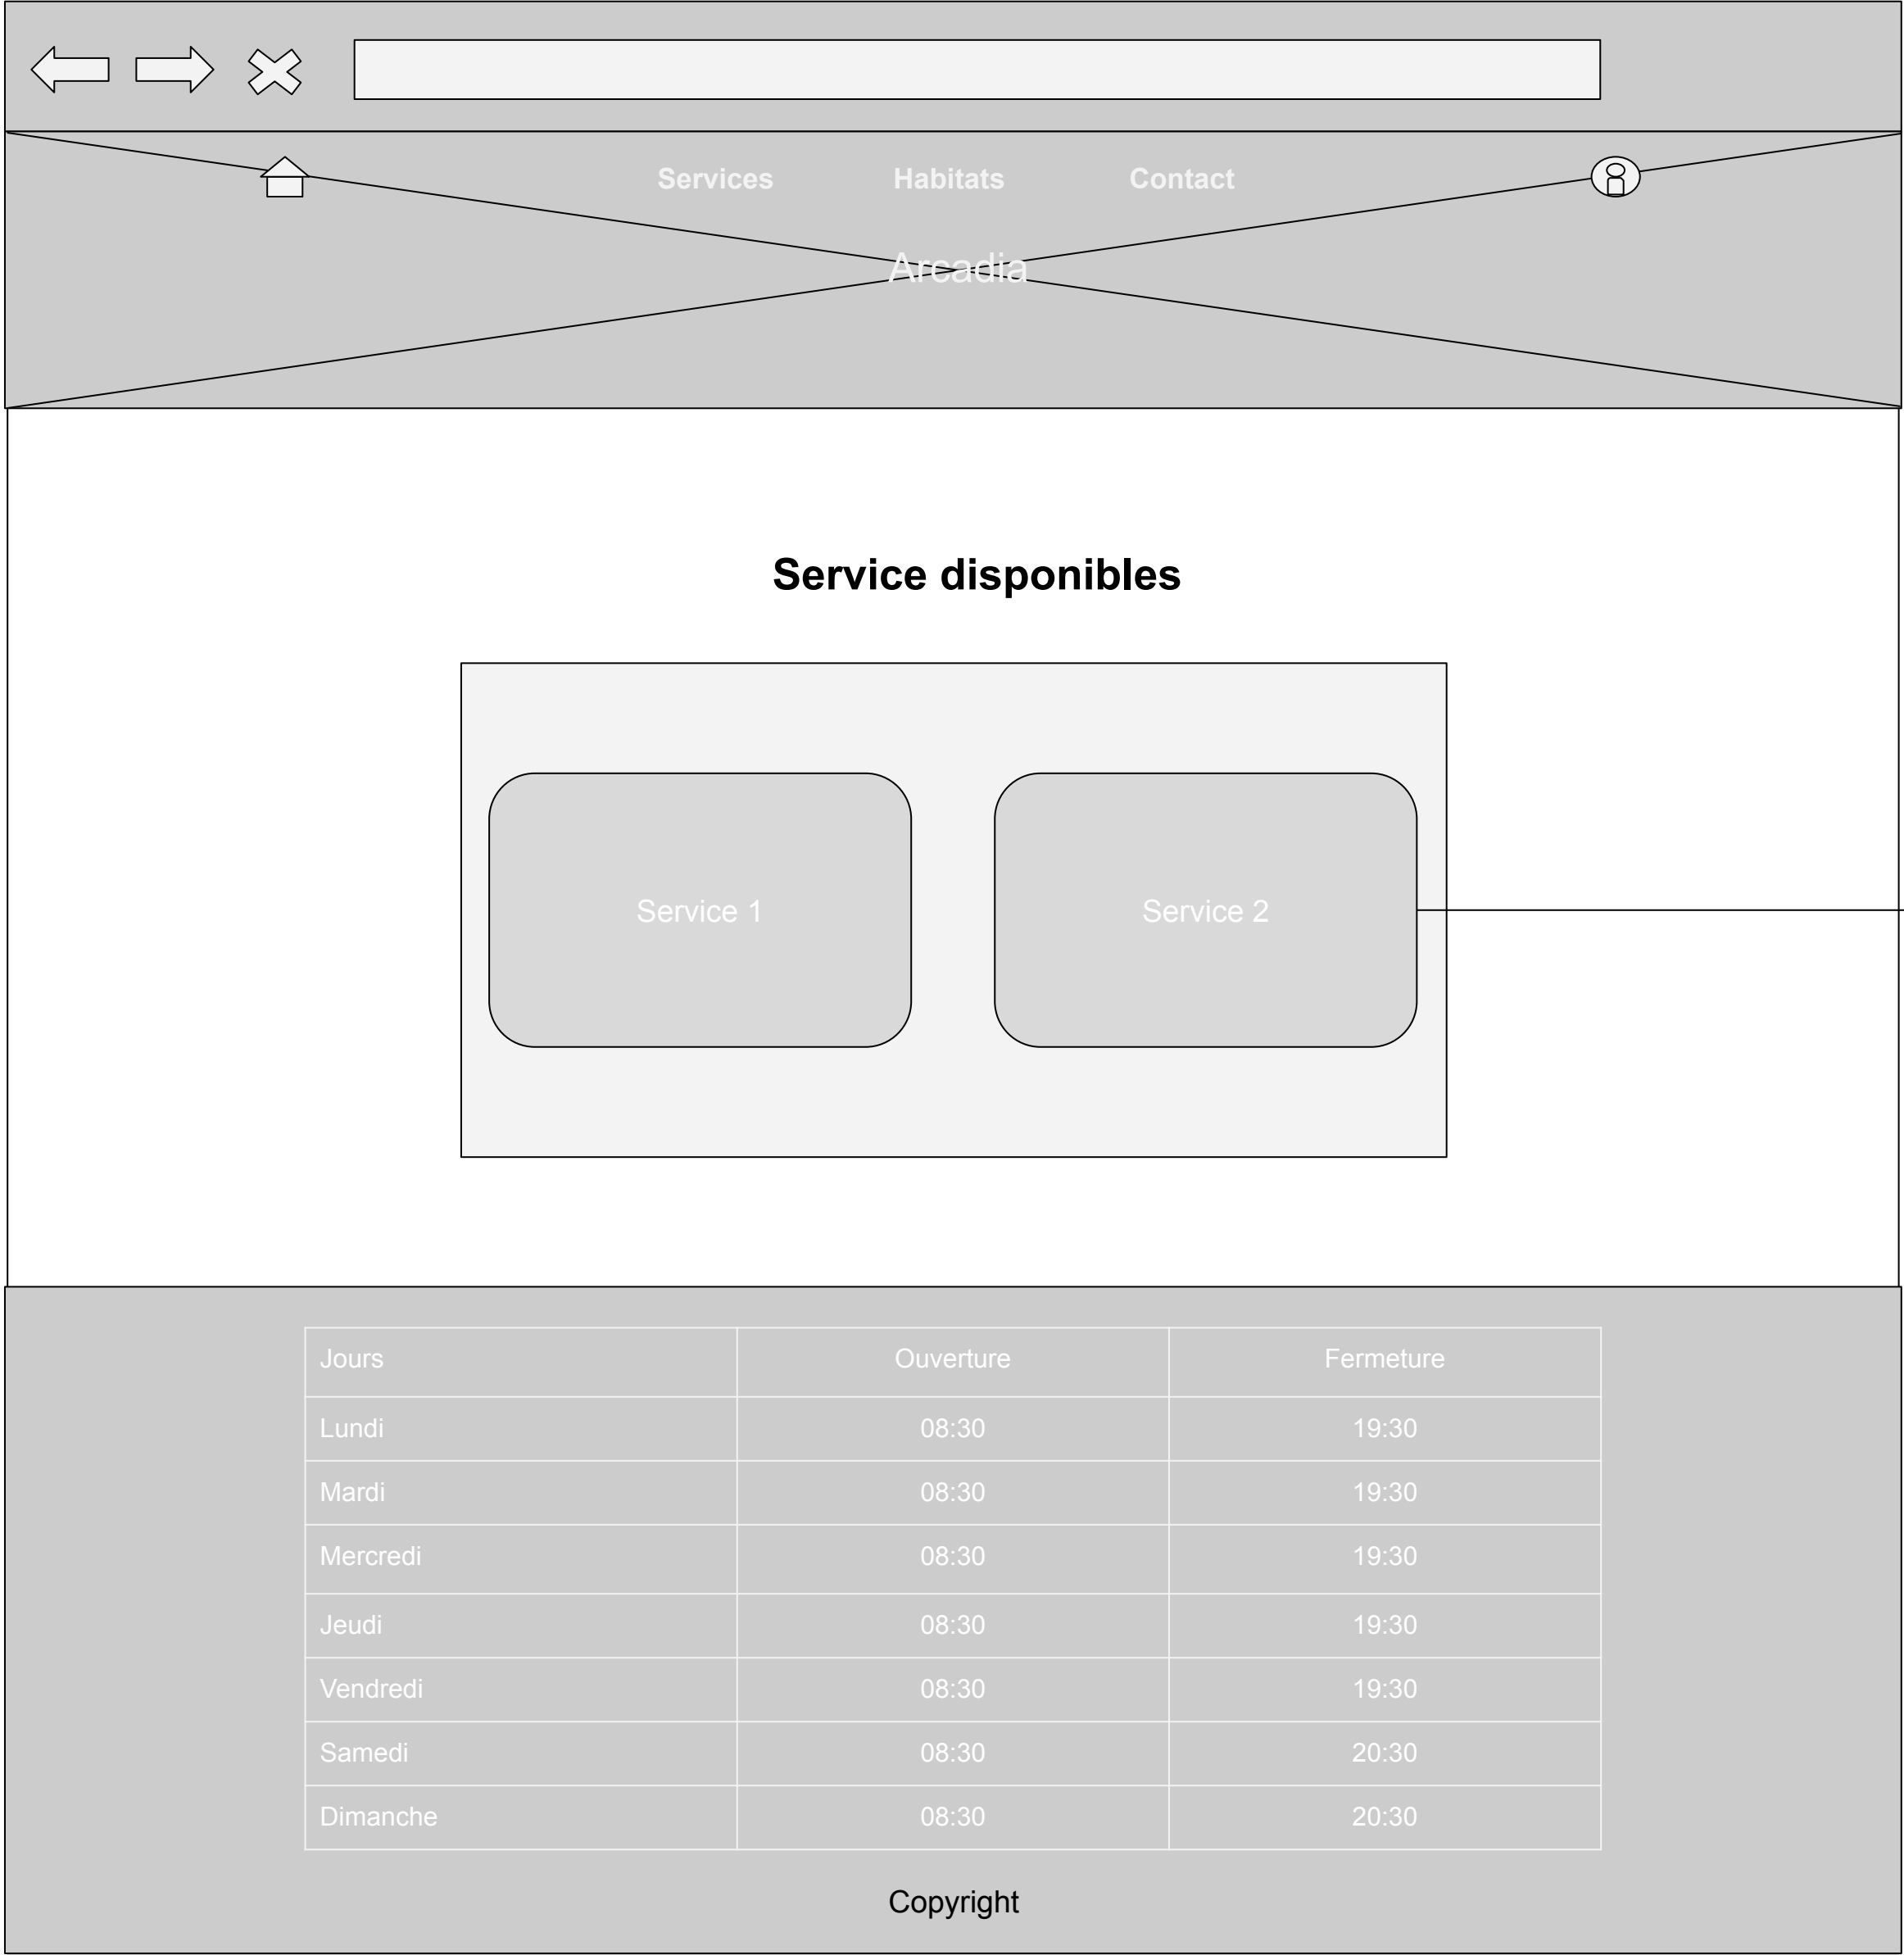 Services Habitats Contact
Arcadia
Service disponibles
Service 1 Service 2
Jours Ouverture Fermeture
Lundi 08:30 19:30
Mardi 08:30 19:30
Mercredi 08:30 19:30
Jeudi 08:30 19:30
Vendredi 08:30 19:30
Samedi 08:30 20:30
Dimanche 08:30 20:30
Copyright